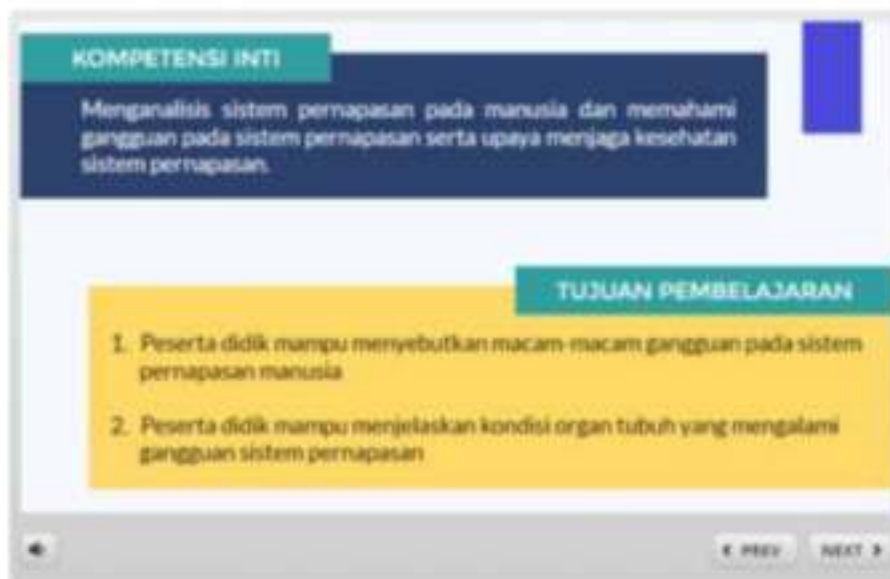 KOMPETENSI INTI
Menganalisis sistem pernapasan pada manusia dan memahami
gangguan pada sistem pernapasan serta upaya menjaga kesehatan
sistem pernapasan.
TUJUAN PEMBELAJARAN
1. Peserta didik mampu menyebutkan macam-macam gangguan pada sistem
pernapasan manusia
2. Peserta didik mampu menjelaskan kondisi organ tubuh yang mengalami
gangguan sistem pernapasan
PREV NEXT